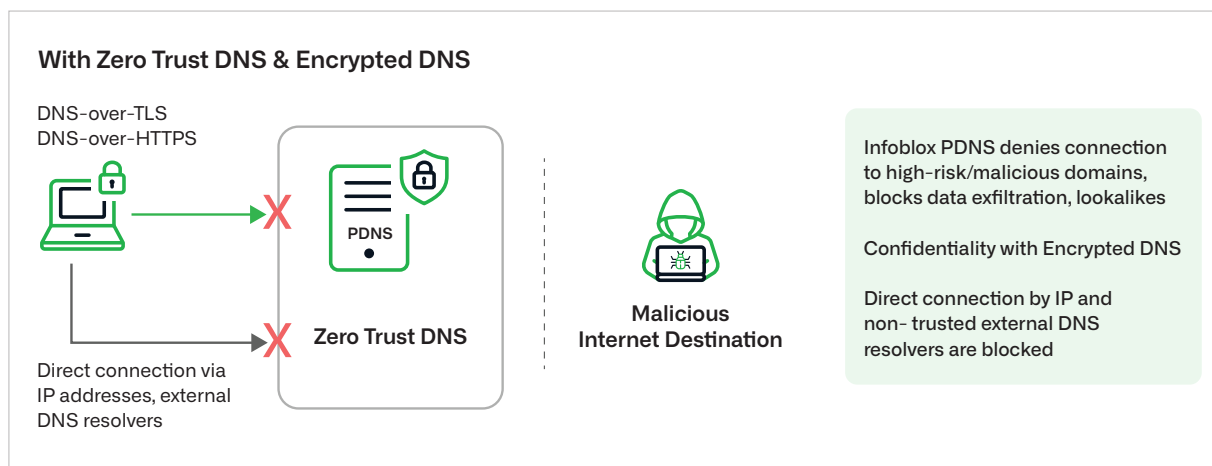 With Zero Trust DNS & Encrypted DNS
DNS-over-TLS
DNS-over-HTTPS
PDNS
Zero Trust DNS
Direct connection via
IP addresses, external
DNS resolvers
Malicious
Internet Destination
Infoblox PDNS denies connection
to high-risk/malicious domains,
blocks data exfiltration, lookalikes
Confidentiality with Encrypted DNS
Direct connection by IP and
non- trusted external DNS
resolvers are blocked